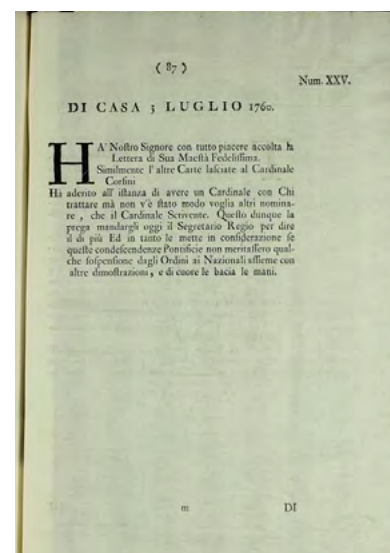 ( 87 )
Num. XXV.
DI CASA 3 LUGLIO 1760.
HA' Noſtro Signore con tutto piacere accolta la
Lettera di Sua Maeſtà Fedeliſſima.
Similmente l' altre Carte laſciate al Cardinale
Corſini
Hà aderito all' iſtanza di avere un Cardinale con Chi
trattare mà non v'è ſtato modo voglia altri nomina-
re , che il Cardinale Scrivente. Queſto dunque la
prega mandargli oggi il Segretario Regio per dire
il di più Ed in tanto le mette in conſiderazione ſe
queſte condeſcendenze Pontificie non meritaſſero qual-
che ſoſpenſione dagli Ordini ai Nazionali aſſieme con
altre dimoſtrazioni , e di cuore le bacia le mani.
m
DI